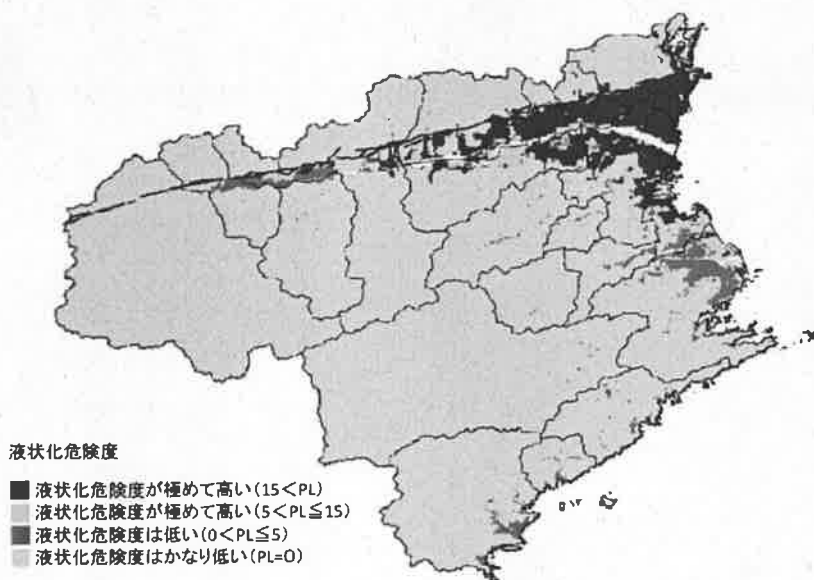 液状化危険度
液状化危険度が極めて高い(15<PL)
液状化危険度が極めて高い(5<PL≦15)
液状化危険度は低い(0<PL≦5)
液状化危険度はかなり低い(PL=0)